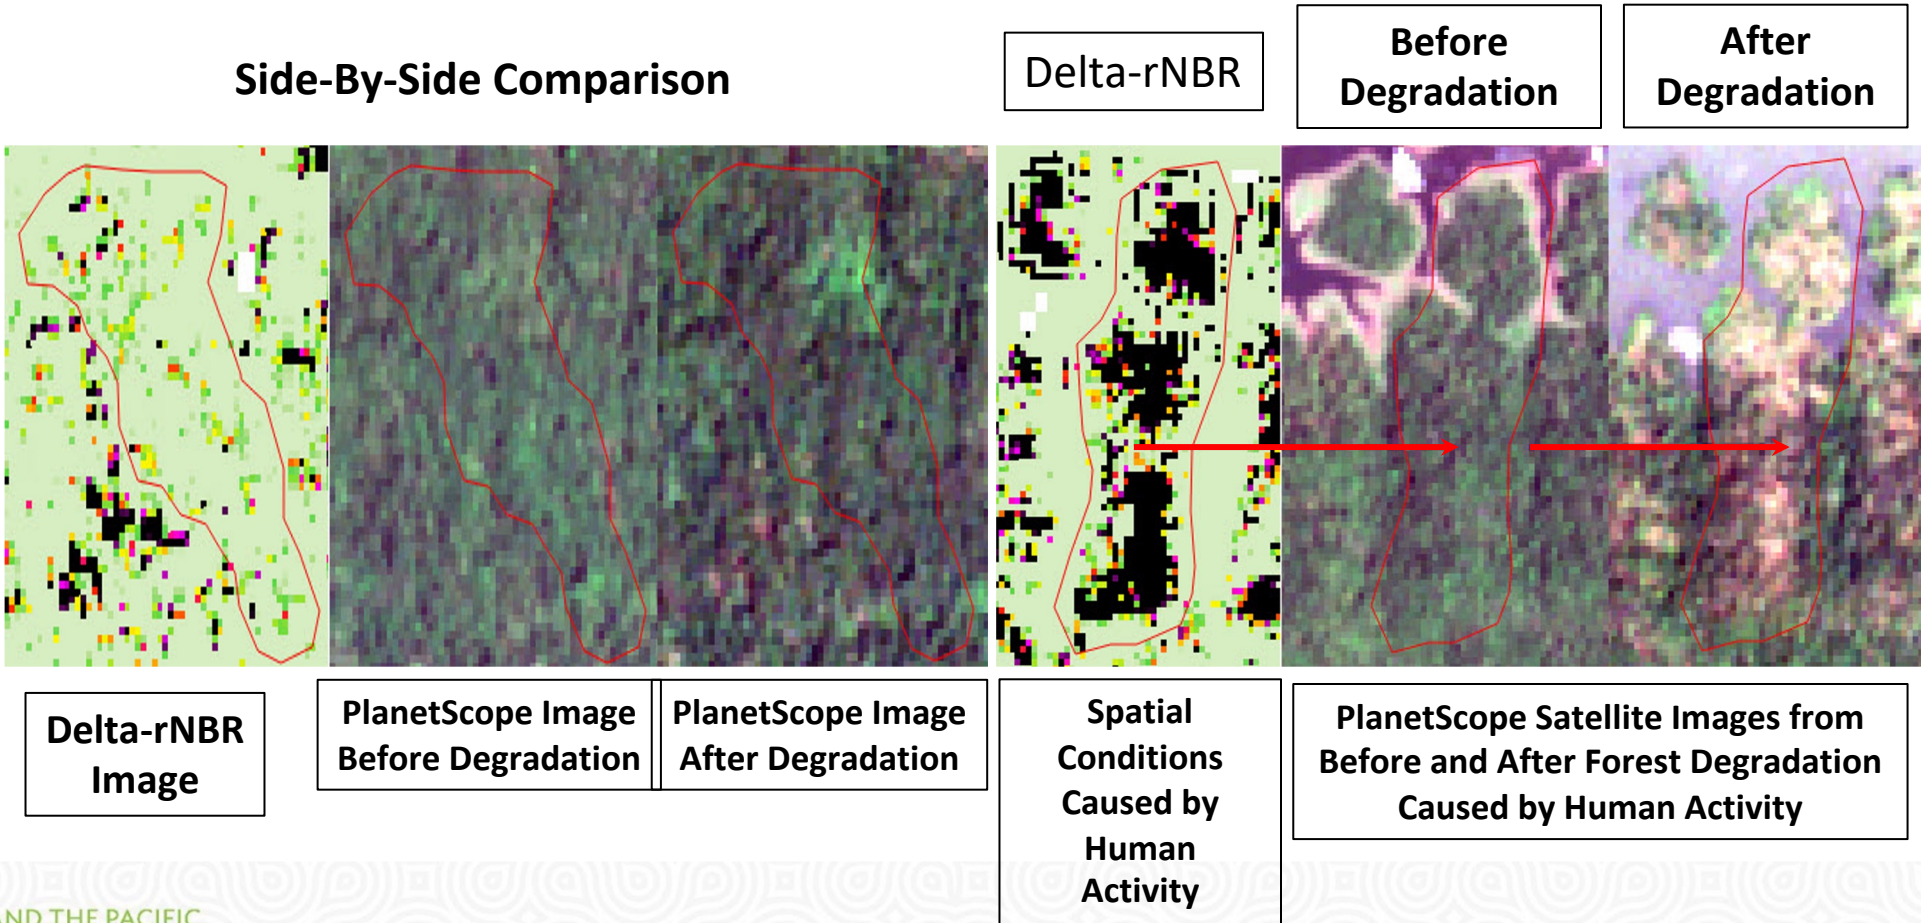 Side-By-Side Comparison
Delta-rNBR
Before
Degradation
After
Degradation
Delta-rNBR
Image
PlanetScope Image
Before Degradation
PlanetScope Image
After Degradation
Spatial
Conditions
Caused by
Human
Activity
PlanetScope Satellite Images from
Before and After Forest Degradation
Caused by Human Activity
AND THE PACIFIC